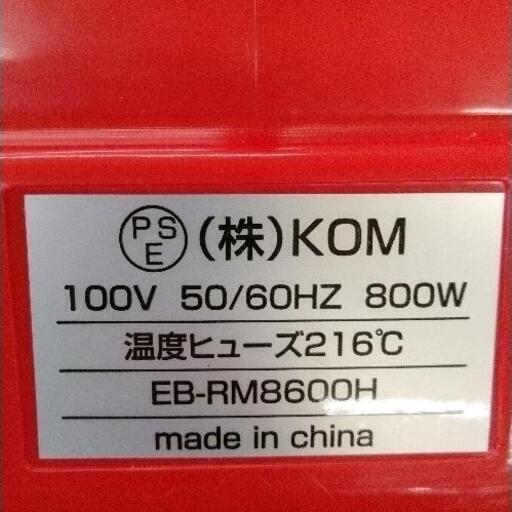 PSE (株)KOM
100V 50/60HZ 800W
温度ヒューズ216℃
EB-RM8600H
made in china